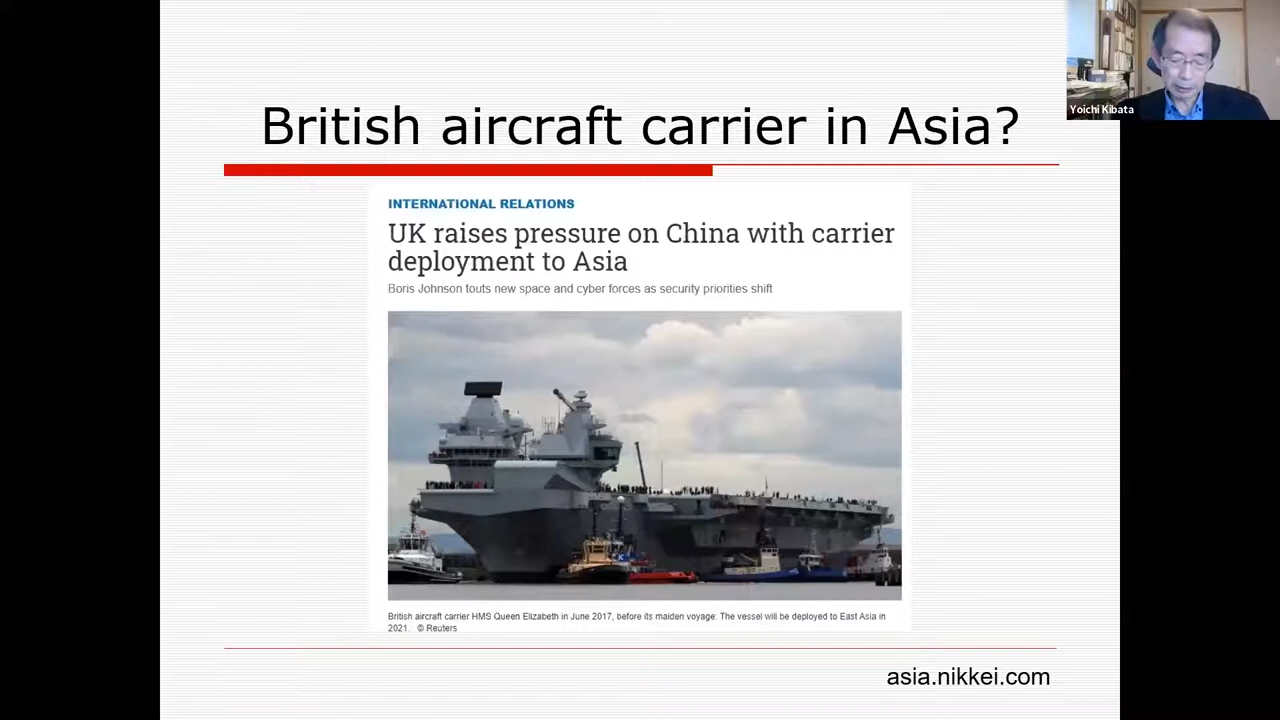 British aircraft carrier in Asia?
Yoichi Kibata
INTERNATIONAL RELATIONS
UK raises pressure on China with carrier
deployment to Asia
Boris Johnson touts new space and cyber forces as security priorities shift
British aircraft carrier HMS Queen Elizabeth in June 2017, before its maiden voyage: The vessel will be deployed to East Asia in
2021. © Reuters
asia.nikkei.com